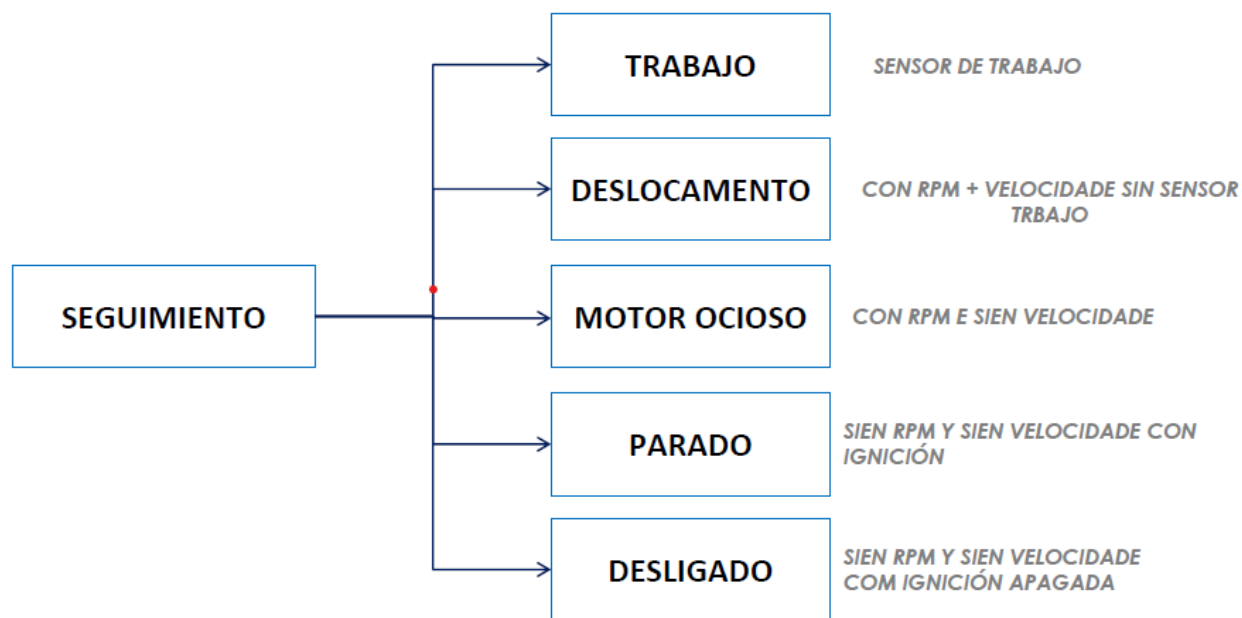 TRABAJO
SENSOR DE TRABAJO
DESLOCAMENTO
CON RPM + VELOCIDADE SIN SENSOR
TRBAJO
SEGUIMIENTO
MOTOR OCIOSO
CON RPM E SIEN VELOCIDADE
PARADO
SIEN RPM Y SIEN VELOCIDADE CON
IGNICIÓN
DESLIGADO
SIEN RPM Y SIEN VELOCIDADE
COM IGNICIÓN APAGADA